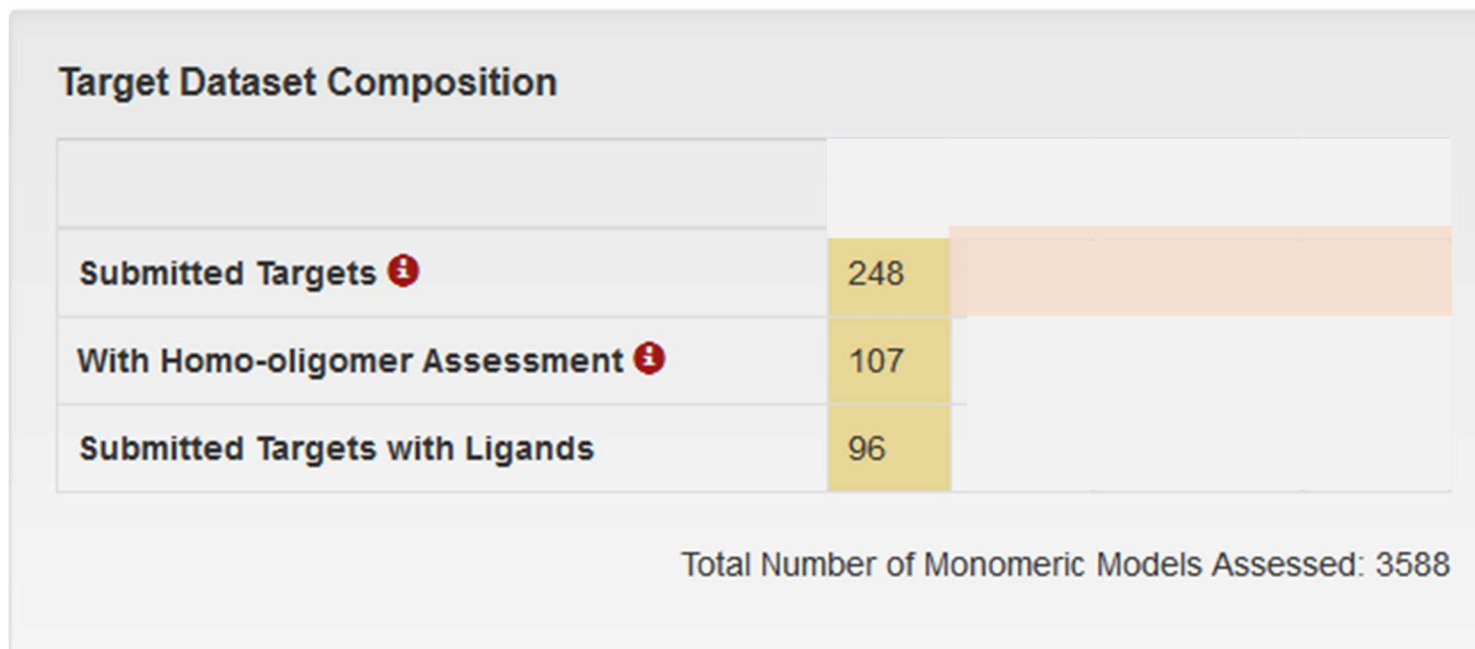 Target Dataset Composition
Submitted Targets 248
With Homo-oligomer Assessment 107
Submitted Targets with Ligands 96
Total Number of Monomeric Models Assessed: 3588